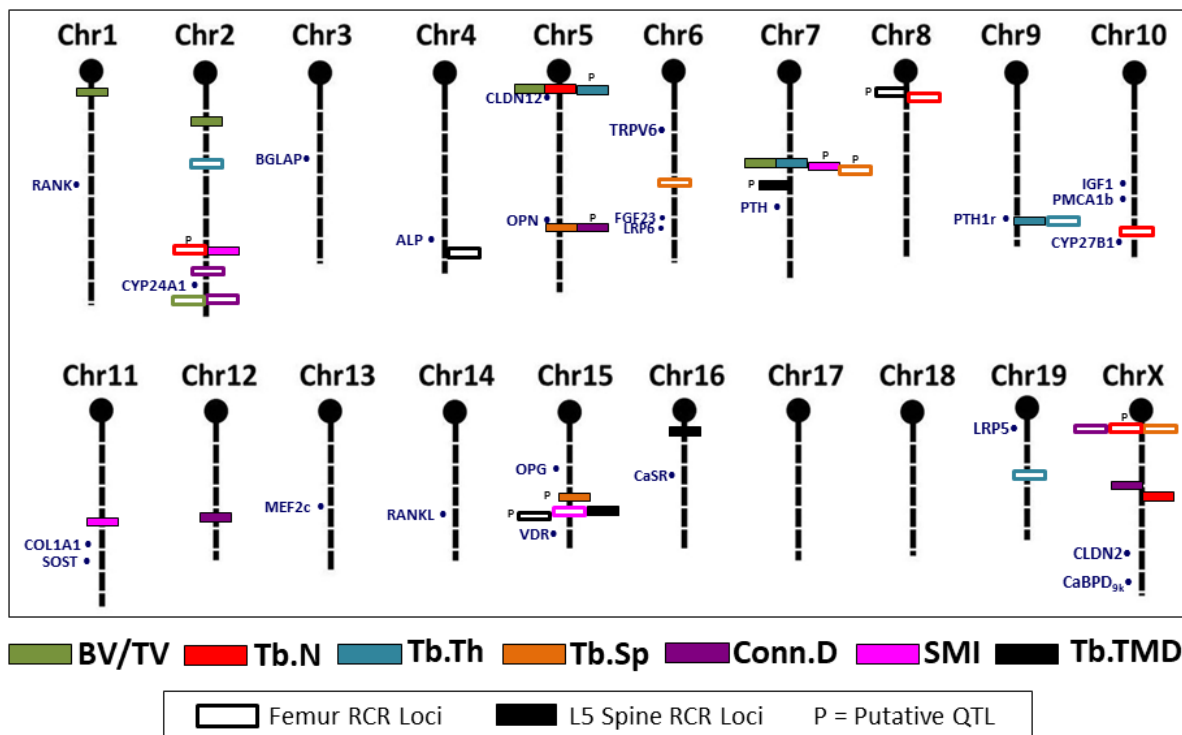 Chr1 Chr2 Chr3 Chr4 Chr5 Chr6 Chr7 Chr8 Chr9 Chr10
P
P
CLDN12
TRPV6
BGLAP
P P
RANK
P
IGF1
PMCA1b
PTH
OPN
P
FGF23
LRP6
PTH1r
ALP
P
CYP27B1
CYP24A1
Chr11 Chr12 Chr13 Chr14 Chr15 Chr16 Chr17 Chr18 Chr19 ChrX
P
LRP5
OPG
CaSR
P
MEF2c
RANKL
P
VDR
COL1A1
SOST
CLDN2
CaBPD9k
BV/TV Tb.N Tb.Th Tb.Sp Conn.D SMI Tb.TMD
Femur RCR Loci L5 Spine RCR Loci P = Putative QTL